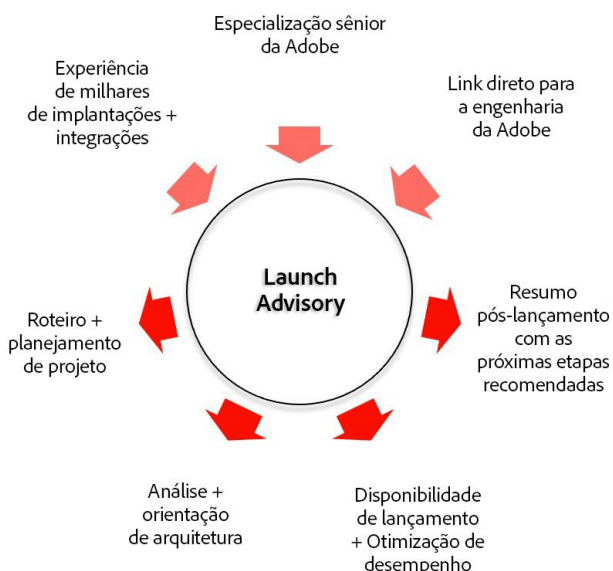 Especialização sênior
da Adobe
Experiência
de milhares
de implantações +
integrações
Link direto para
a engenharia
da Adobe
Launch
Advisory
Roteiro +
planejamento
de projeto
Resumo
pós-lançamento
com as
próximas etapas
recomendadas
Análise +
orientação
de arquitetura
Disponibilidade
de lançamento
+ Otimização de
desempenho